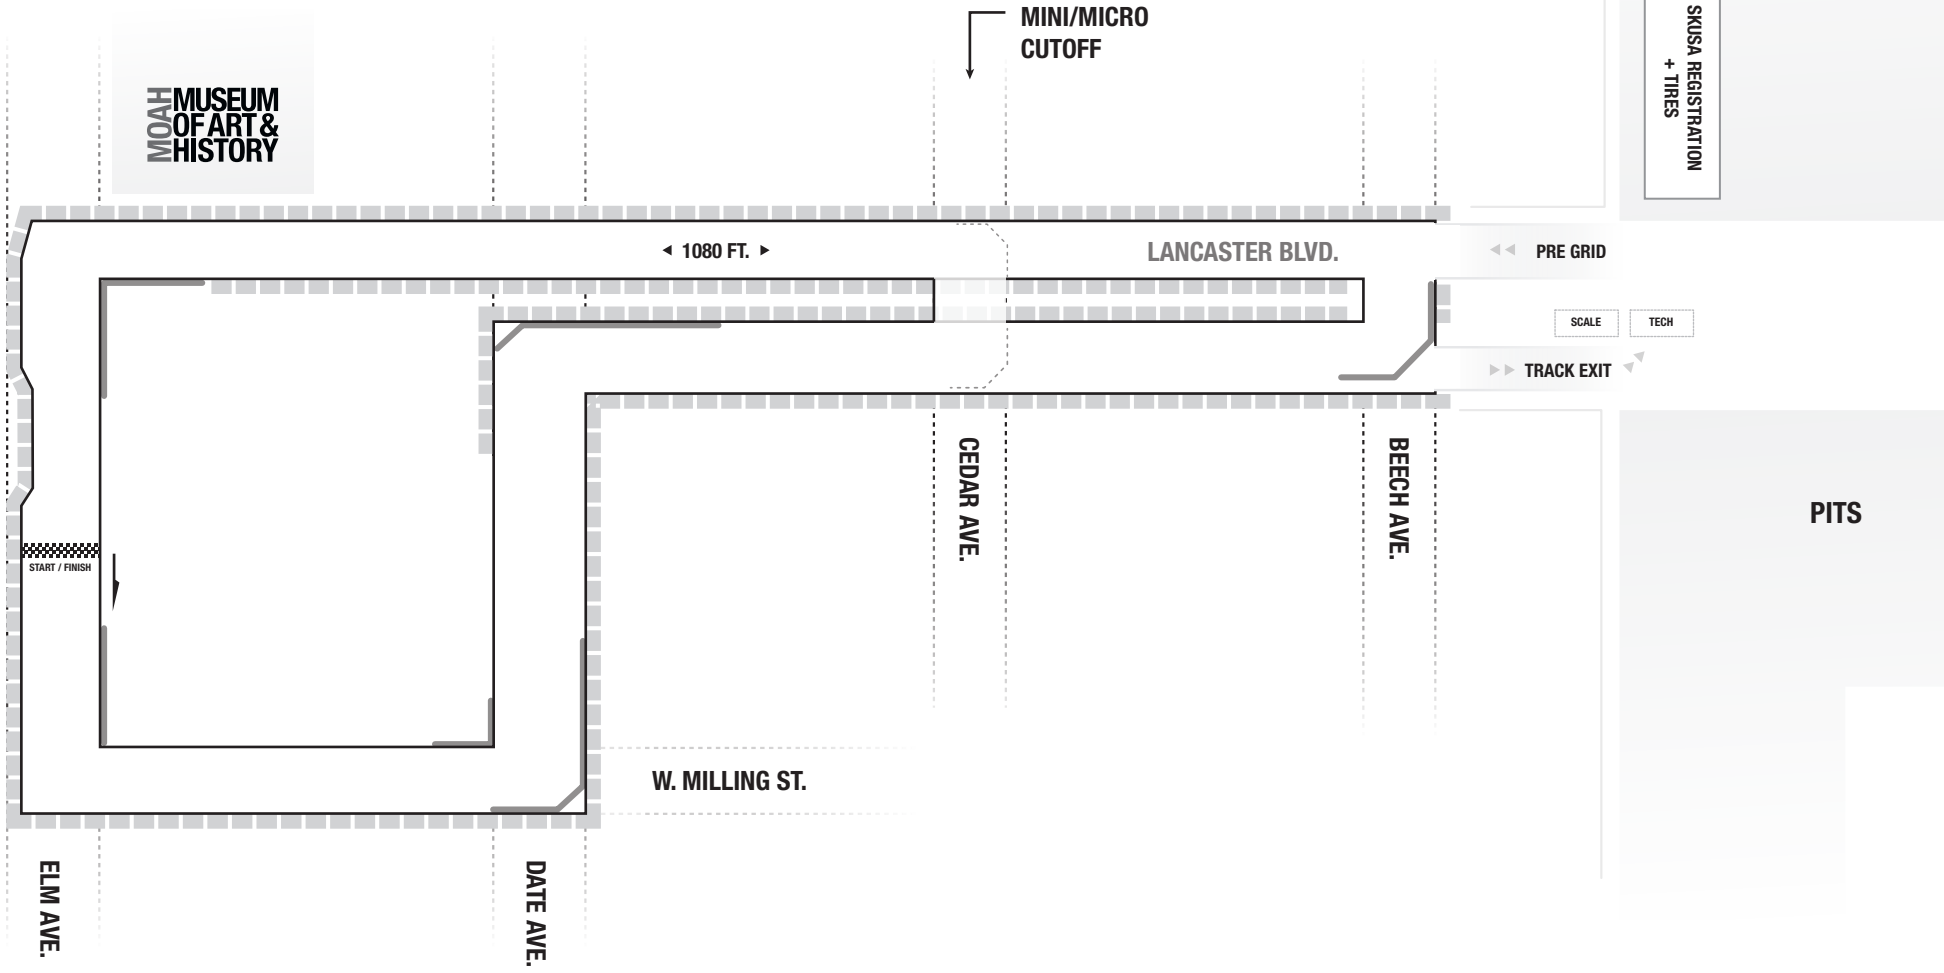 MINI/MICRO
CUTOFF
SKUSA REGISTRATION
+ TIRES
MOAH
MUSEUM
OF ART &
HISTORY
◄ 1080 FT. ►
LANCASTER BLVD.
PRE GRID
SCALE
TECH
TRACK EXIT
CEDAR AVE.
BEECH AVE.
PITS
START / FINISH
W. MILLING ST.
ELM AVE.
DATE AVE.